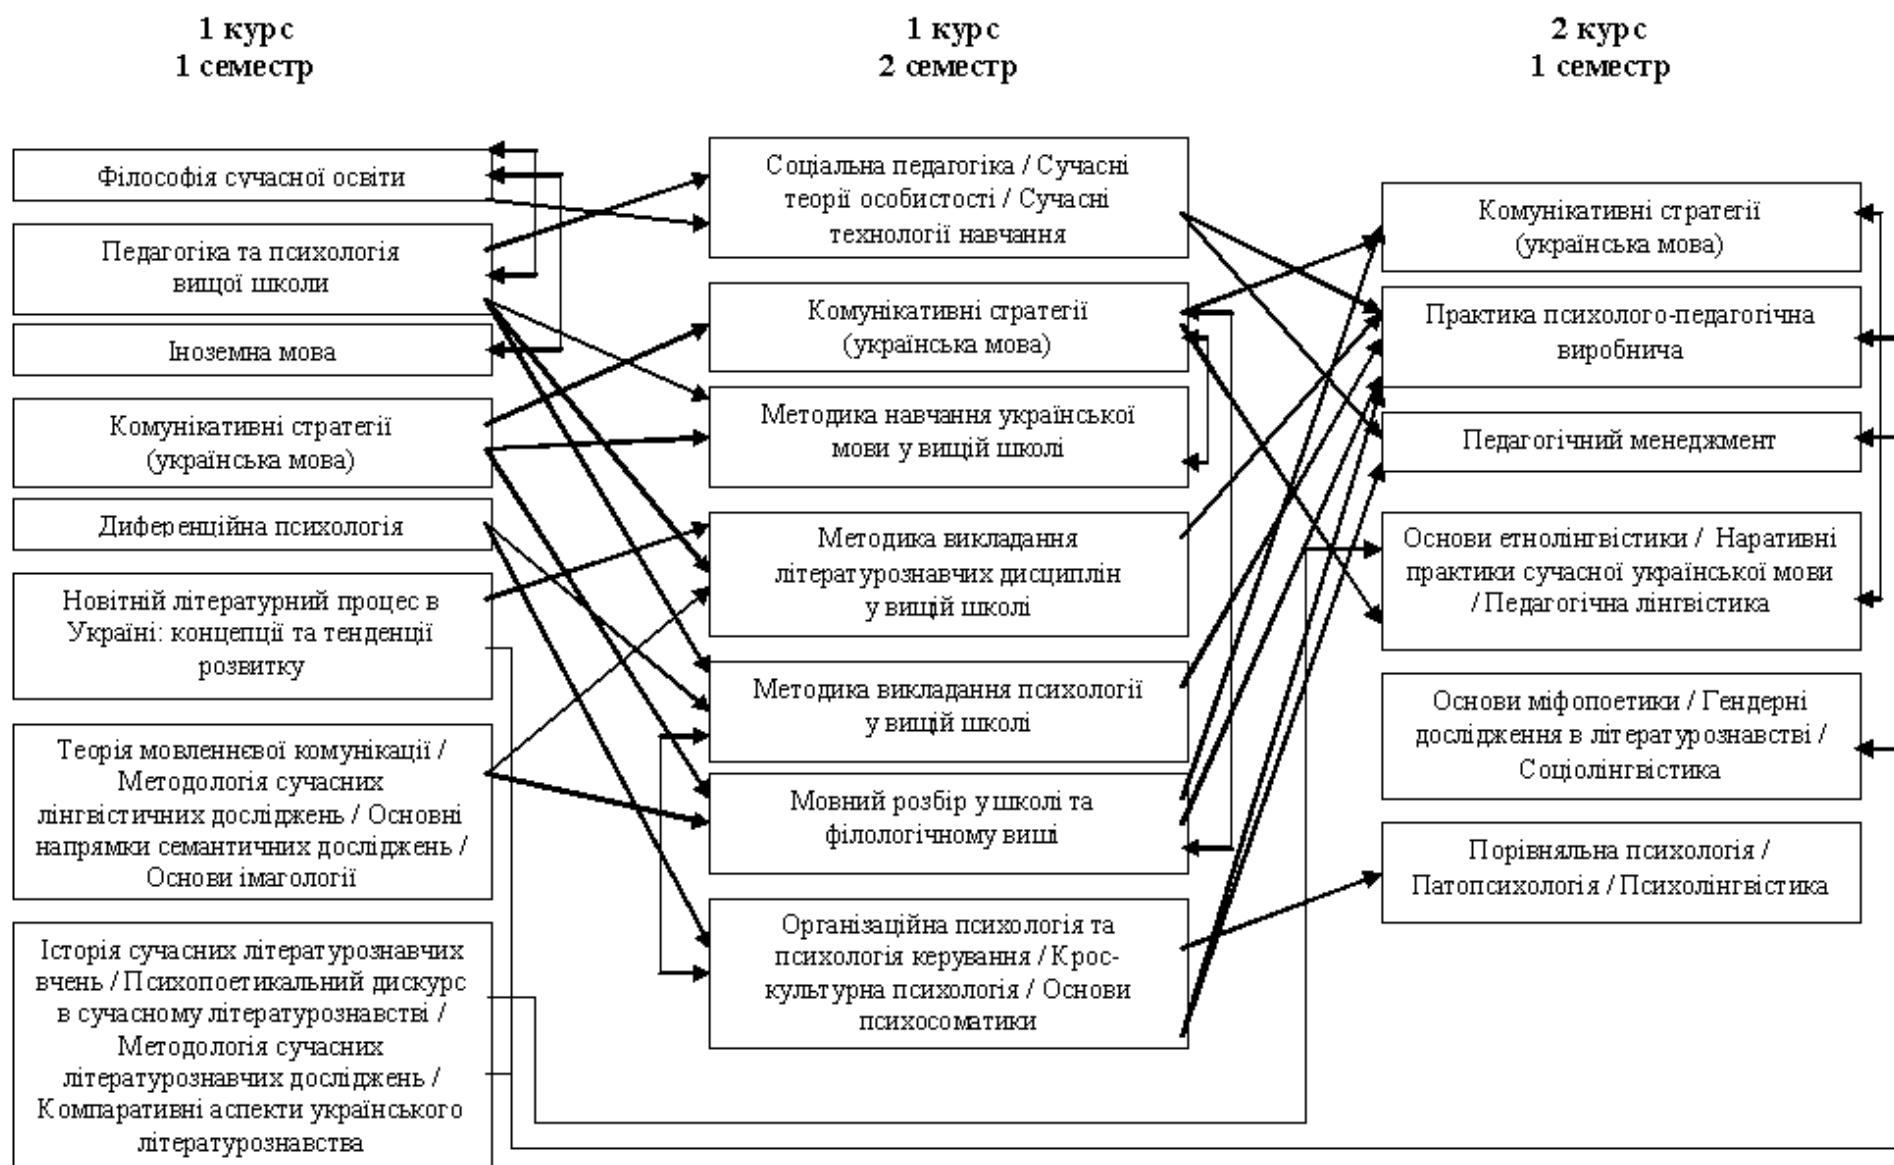 1 курс
1 семестр
1 курс
2 семестр
2 курс
1 семестр
Філософія сучасної освіти
Педагогіка та психологія
вищої школи
Іноземна мова
Комунікативні стратегії
(українська мова)
Диференційна психологія
Новітній літературний процес в
Україні: концепції та тенденції
розвитку
Теорія мовленнєвої комунікації /
Методологія сучасних
лінгвістичних досліджень / Основні
напрямки семантичних досліджень /
Основи імагології
Історія сучасних літературознавчих
вчень / Психопоетикальний дискурс
в сучасному літературознавстві /
Методологія сучасних
літературознавчих досліджень /
Компаративні аспекти українського
літературознавства
Соціальна педагогіка / Сучасні
теорії особистості / Сучасні
технології навчання
Комунікативні стратегії
(українська мова)
Методика навчання української
мови у вищій школі
Методика викладання
літературознавчих дисциплін
у вищій школі
Методика викладання психології
у вищій школі
Мовний розбір у школі та
філологічному виші
Організаційна психологія та
психологія керування / Крос-
культурна психологія / Основи
психосоматики
Комунікативні стратегії
(українська мова)
Практика психолого-педагогічна
виробнича
Педагогічний менеджмент
Основи етнолінгвістики / Наративні
практики сучасної української мови
/ Педагогічна лінгвістика
Основи міфопоетики / Гендерні
дослідження в літературознавстві /
Соціолінгвістика
Порівняльна психологія /
Патопсихологія / Психолінгвістика